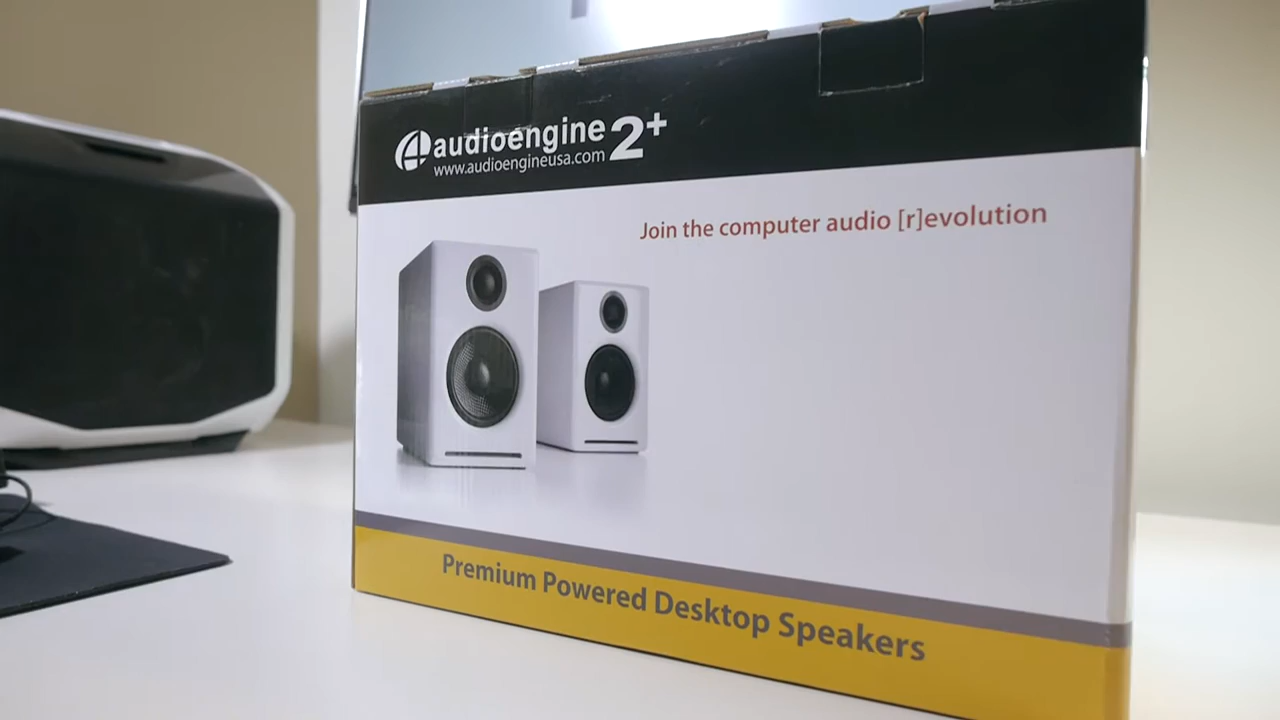 audioengine 2+
www.audioengineusa.com
Join the computer audio [r]evolution
Premium Powered Desktop Speakers